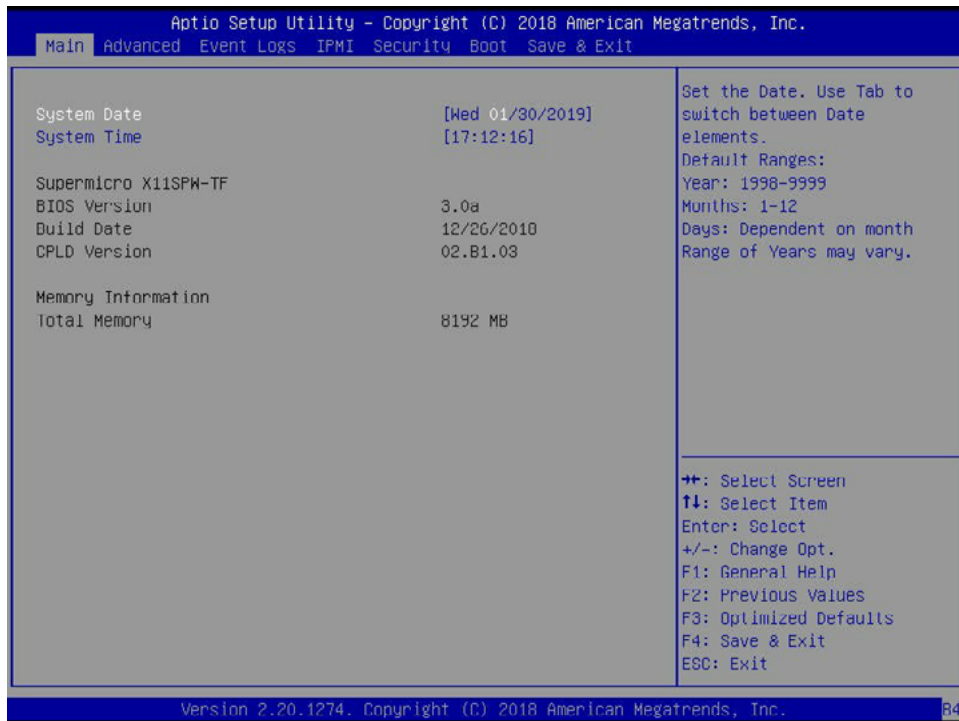 Aptio Setup Utility – Copyright (C) 2018 American Megatrends, Inc.
Main Advanced Event Logs IPMI Security Boot Save & Exit
System Date [Wed 01/30/2019]
System Time [17:12:16]
Supermicro X11SPW-TF
BIOS Version 3.0a
Build Date 12/26/2018
CPLD Version 02.B1.03
Memory Information
Total Memory 8192 MB
Set the Date. Use Tab to
switch between Date
elements.
Default Ranges:
Year: 1998-9999
Months: 1-12
Days: Dependent on month
Range of Years may vary.
→←: Select Screen
↑↓: Select Item
Enter: Select
+/-: Change Opt.
F1: General Help
F2: Previous Values
F3: Optimized Defaults
F4: Save & Exit
ESC: Exit
Version 2.20.1274. Copyright (C) 2018 American Megatrends, Inc.
B4